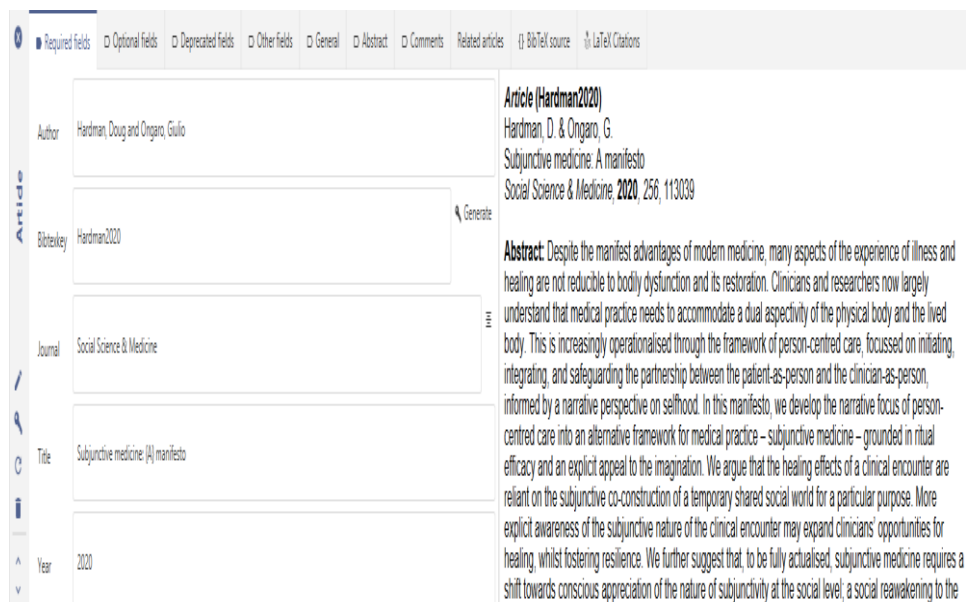 Required fields
Optional fields
Deprecated fields
Other fields
General
Abstract
Comments
Related articles
{} BibTeX source
LaTeX Citations
Article
Author
Hardman, Doug and Ongaro, Giulio
Bibtexkey
Hardman2020
Generate
Journal
Social Science & Medicine
Title
Subjunctive medicine: {A} manifesto
Year
2020
Article (Hardman2020)
Hardman, D. & Ongaro, G.
Subjunctive medicine: A manifesto
Social Science & Medicine, 2020, 256, 113039
Abstract: Despite the manifest advantages of modern medicine, many aspects of the experience of illness and
healing are not reducible to bodily dysfunction and its restoration. Clinicians and researchers now largely
understand that medical practice needs to accommodate a dual aspectivity of the physical body and the lived
body. This is increasingly operationalised through the framework of person-centred care, focussed on initiating,
integrating, and safeguarding the partnership between the patient-as-person and the clinician-as-person,
informed by a narrative perspective on selfhood. In this manifesto, we develop the narrative focus of person-
centred care into an alternative framework for medical practice – subjunctive medicine – grounded in ritual
efficacy and an explicit appeal to the imagination. We argue that the healing effects of a clinical encounter are
reliant on the subjunctive co-construction of a temporary shared social world for a particular purpose. More
explicit awareness of the subjunctive nature of the clinical encounter may expand clinicians' opportunities for
healing, whilst fostering resilience. We further suggest that, to be fully actualised, subjunctive medicine requires a
shift towards conscious appreciation of the nature of subjunctivity at the social level; a social reawakening to the